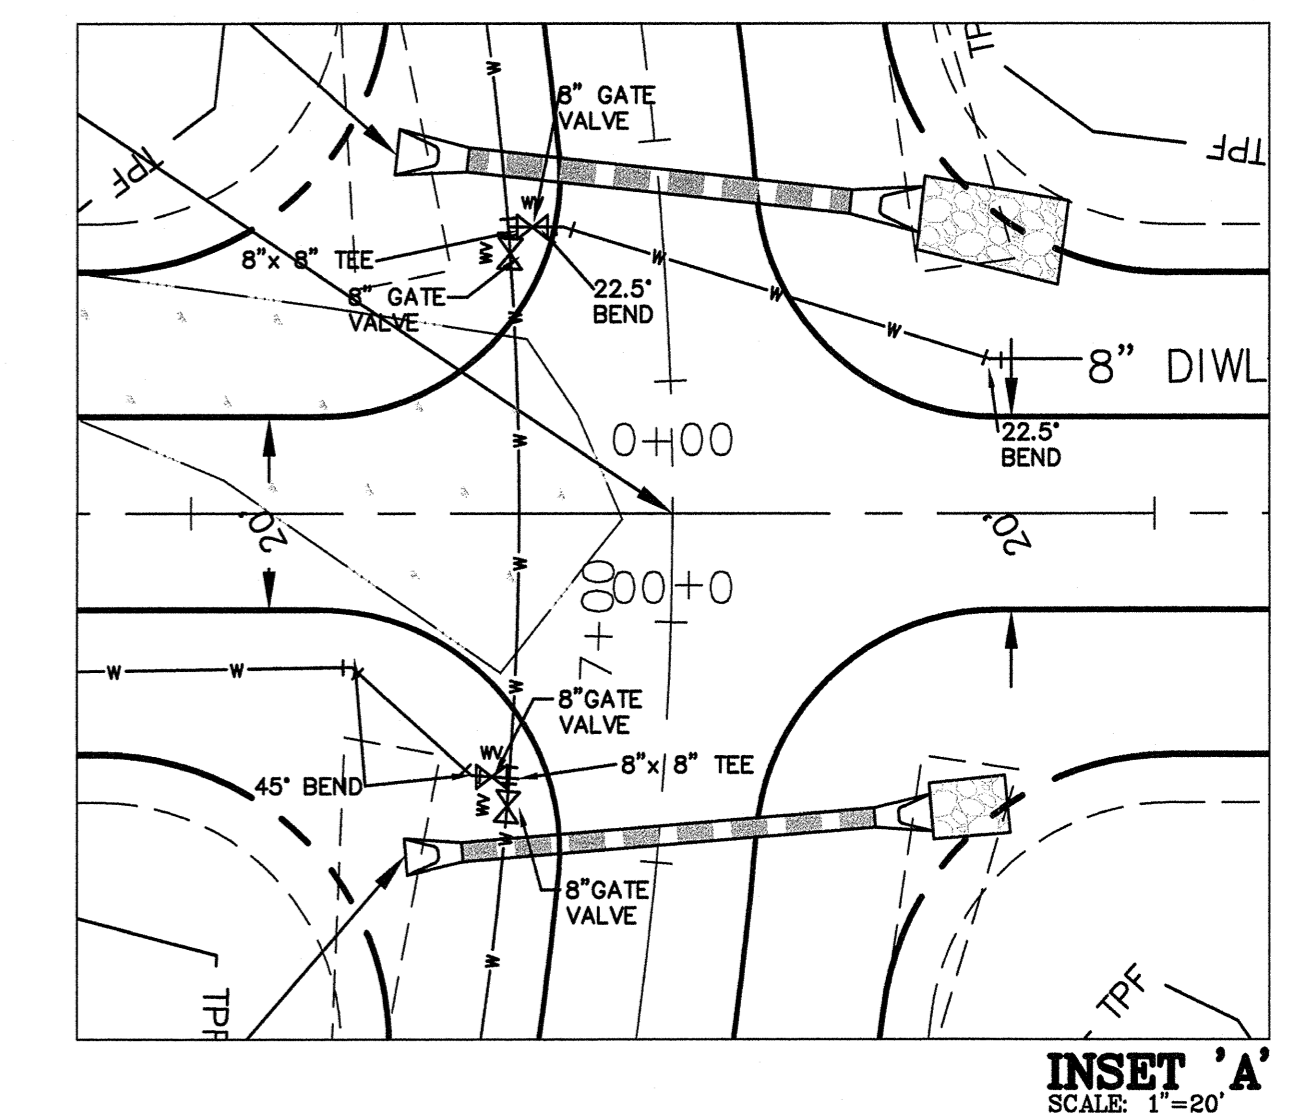 TPF
W
8" GATE
VALVE
TPF
TPF
WV
8"x 8" TEE
WV
8" GATE
VALVE
22.5°
BEND
W
W
W
W
8" DIWL
22.5°
BEND
0+00
W
20'
20'
W
0+00
7+00
W
W
W
8"GATE
VALVE
WV
8"x 8" TEE
45° BEND
WV
W
8"GATE
VALVE
W
TPF
TPF
INSET 'A'
SCALE: 1"=20'